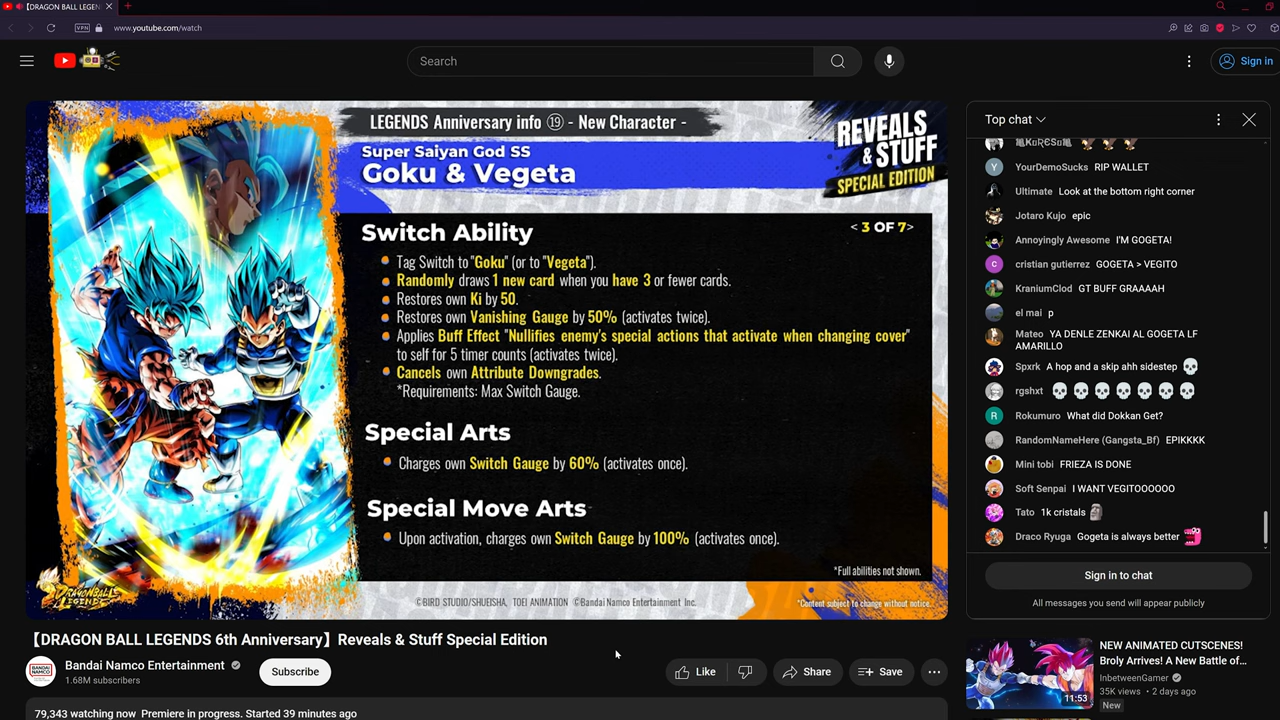 【DRAGON BALL LEGEN
VPN
www.youtube.com/watch
Search
Sign in
LEGENDS Anniversary info ⑲ - New Character -
REVEALS
& STUFF
SPECIAL EDITION
Super Saiyan God SS
Goku & Vegeta
Switch Ability
< 3 OF 7>
Tag Switch to "Goku" (or to "Vegeta").
Randomly draws 1 new card when you have 3 or fewer cards.
Restores own Ki by 50.
Restores own Vanishing Gauge by 50% (activates twice).
Applies Buff Effect "Nullifies enemy's special actions that activate when changing cover"
to self for 5 timer counts (activates twice).
Cancels own Attribute Downgrades.
*Requirements: Max Switch Gauge.
Special Arts
Charges own Switch Gauge by 60% (activates once).
Special Move Arts
Upon activation, charges own Switch Gauge by 100% (activates once).
*Full abilities not shown.
DRAGONBALL
LEGENDS
©BIRD STUDIO/SHUEISHA, TOEI ANIMATION ©Bandai Namco Entertainment Inc.
*Content subject to change without notice.
Top chat
YourDemoSucks RIP WALLET
Ultimate Look at the bottom right corner
Jotaro Kujo epic
Annoyingly Awesome I'M GOGETA!
cristian gutierrez GOGETA > VEGITO
KraniumClod GT BUFF GRAAAAH
el mai p
Mateo YA DENLE ZENKAI AL GOGETA LF
AMARILLO
Spxrk A hop and a skip ahh sidestep 💀
rgshxt 💀 💀 💀 💀 💀 💀 💀
Rokumuro What did Dokkan Get?
RandomNameHere (Gangsta_Bf) EPIKKKK
Mini tobi FRIEZA IS DONE
Soft Senpai I WANT VEGITOOOOOO
Tato 1k cristals 🗿
Draco Ryuga Gogeta is always better
Sign in to chat
All messages you send will appear publicly
【DRAGON BALL LEGENDS 6th Anniversary】Reveals & Stuff Special Edition
BANDAI
NAMCO
Bandai Namco Entertainment
1.68M subscribers
Subscribe
Like
Share
Save
79,343 watching now Premiere in progress. Started 39 minutes ago
NEW ANIMATED CUTSCENES!
Broly Arrives! A New Battle of...
InbetweenGamer
35K views • 2 days ago
New
11:53